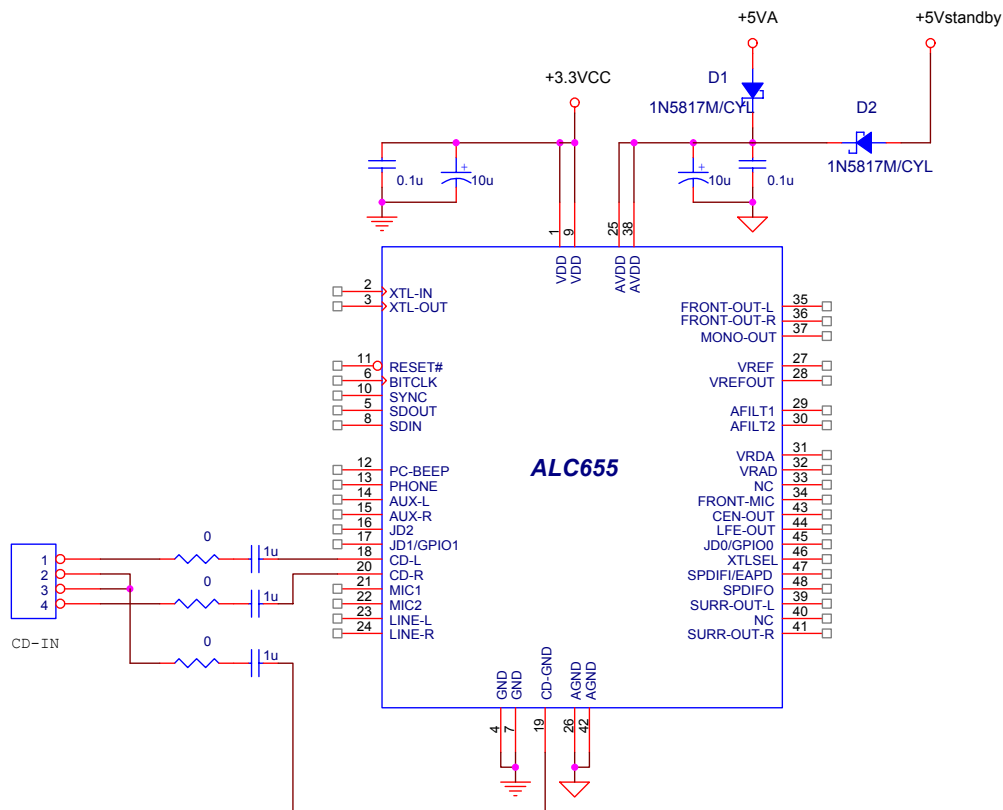 +5VA
+5Vstandby
+3.3VCC
D1
1N5817M/CYL
D2
1N5817M/CYL
0.1u
+
10u
+
10u
0.1u
1
9
25
38
VDD
VDD
AVDD
AVDD
2
XTL-IN
3
XTL-OUT
11
RESET#
6
BITCLK
10
SYNC
5
SDOUT
8
SDIN
12
PC-BEEP
13
PHONE
14
AUX-L
15
AUX-R
16
JD2
17
JD1/GPIO1
18
CD-L
20
CD-R
21
MIC1
22
MIC2
23
LINE-L
24
LINE-R
ALC655
FRONT-OUT-L
35
FRONT-OUT-R
36
MONO-OUT
37
VREF
27
VREFOUT
28
AFILT1
29
AFILT2
30
VRDA
31
VRAD
32
NC
33
FRONT-MIC
34
CEN-OUT
43
LFE-OUT
44
JD0/GPIO0
45
XTLSEL
46
SPDIFI/EAPD
47
SPDIFO
48
SURR-OUT-L
39
NC
40
SURR-OUT-R
41
1
2
3
4
CD-IN
0
1u
0
1u
0
1u
GND
GND
CD-GND
AGND
AGND
4
7
19
26
42